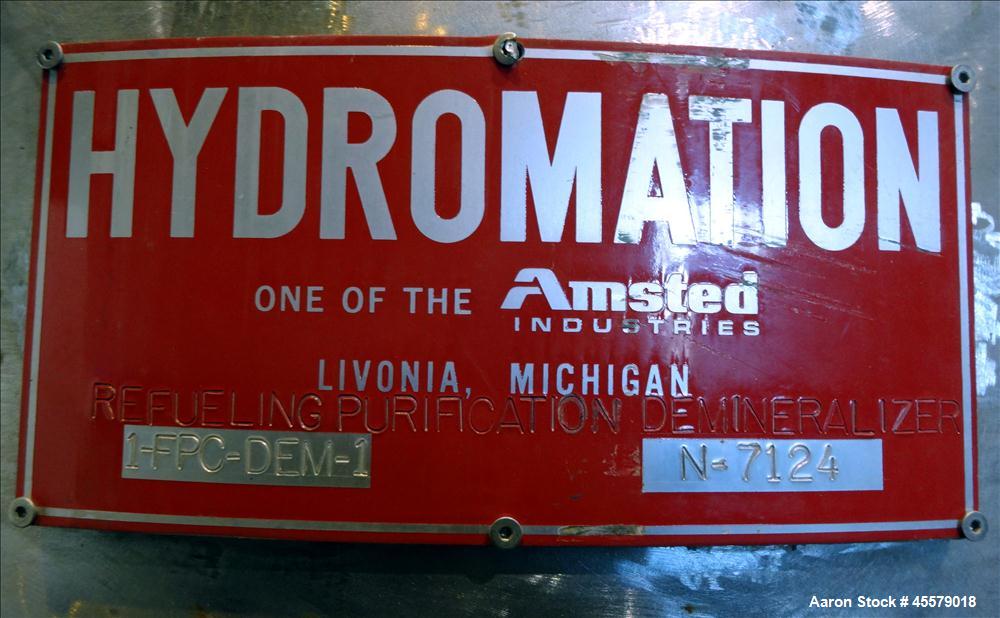 HYDROMATION
ONE OF THE Amsted
INDUSTRIES
LIVONIA, MICHIGAN
REFUELING PURIFICATION DEMINERALIZER
1-FPC-DEM-1 N-7124
Aaron Stock # 45579018